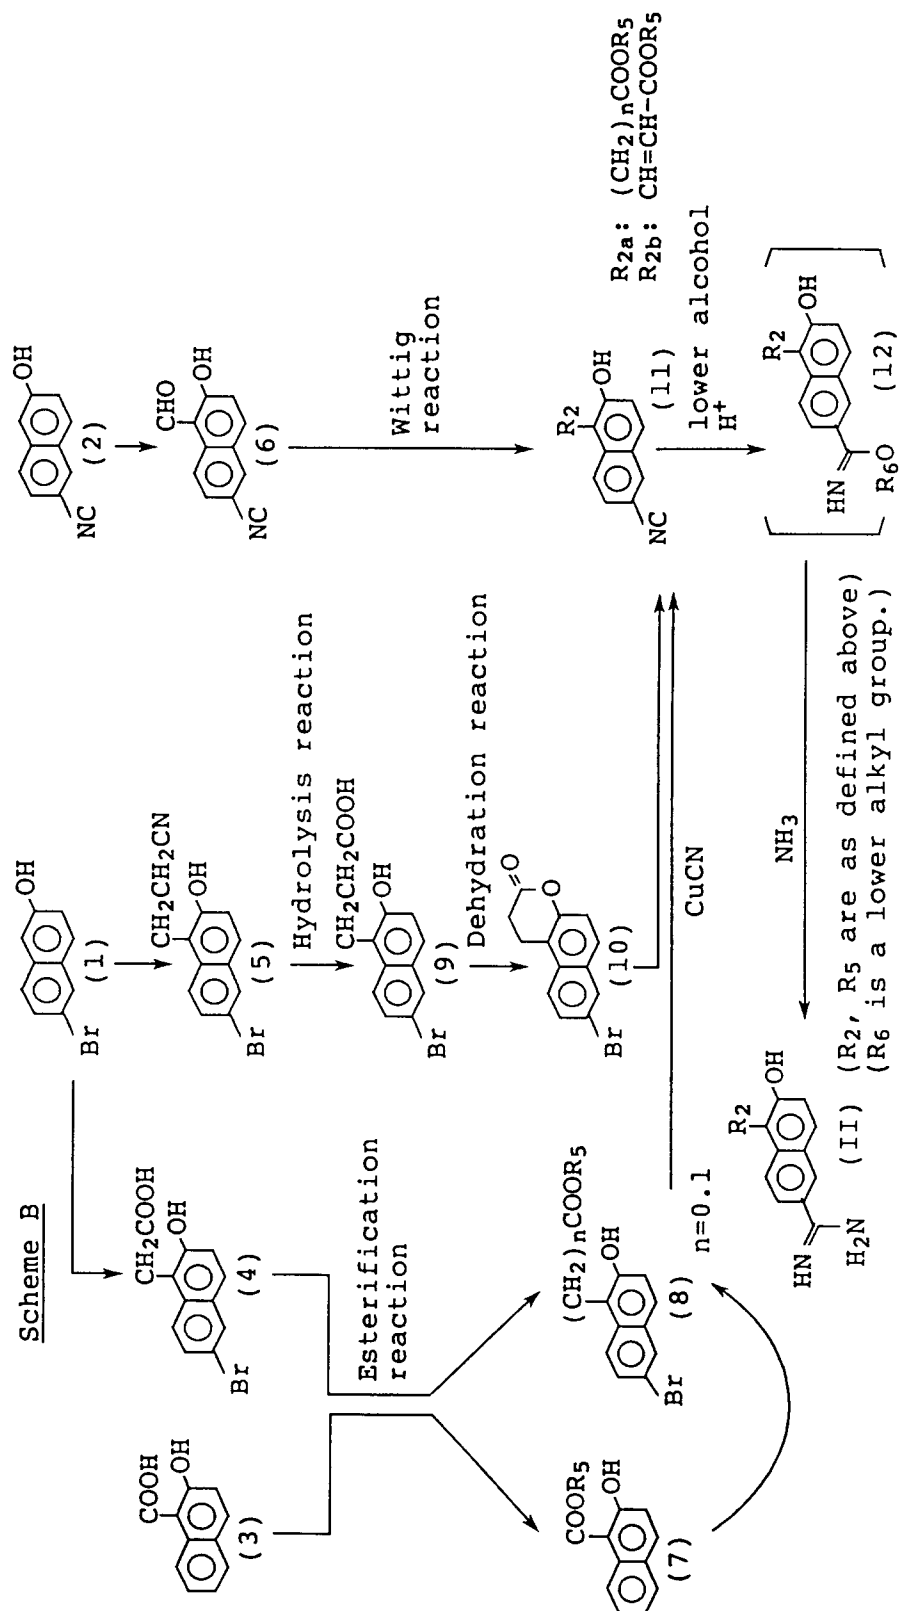 Scheme B
COOH
OH
(3)
CH2COOH
OH
Br
(4)
OH
Br
(1)
OH
NC
(2)
CH2CH2CN
OH
Br
(5)
CHO
OH
NC
(6)
Esterification
reaction
Hydrolysis reaction
CH2CH2COOH
OH
Br
(9)
Wittig
reaction
Dehydration reaction
COOR5
OH
(7)
(CH2)nCOOR5
OH
Br
(8)
n=0.1
O
O
Br
(10)
CuCN
R2
OH
NC
(11)
R2a: (CH2)nCOOR5
R2b: CH=CH-COOR5
lower alcohol
H+
R2
OH
HN
H2N
(II)
NH3
R2
OH
HN
R6O
(12)
(R2, R5 are as defined above)
(R6 is a lower alkyl group.)